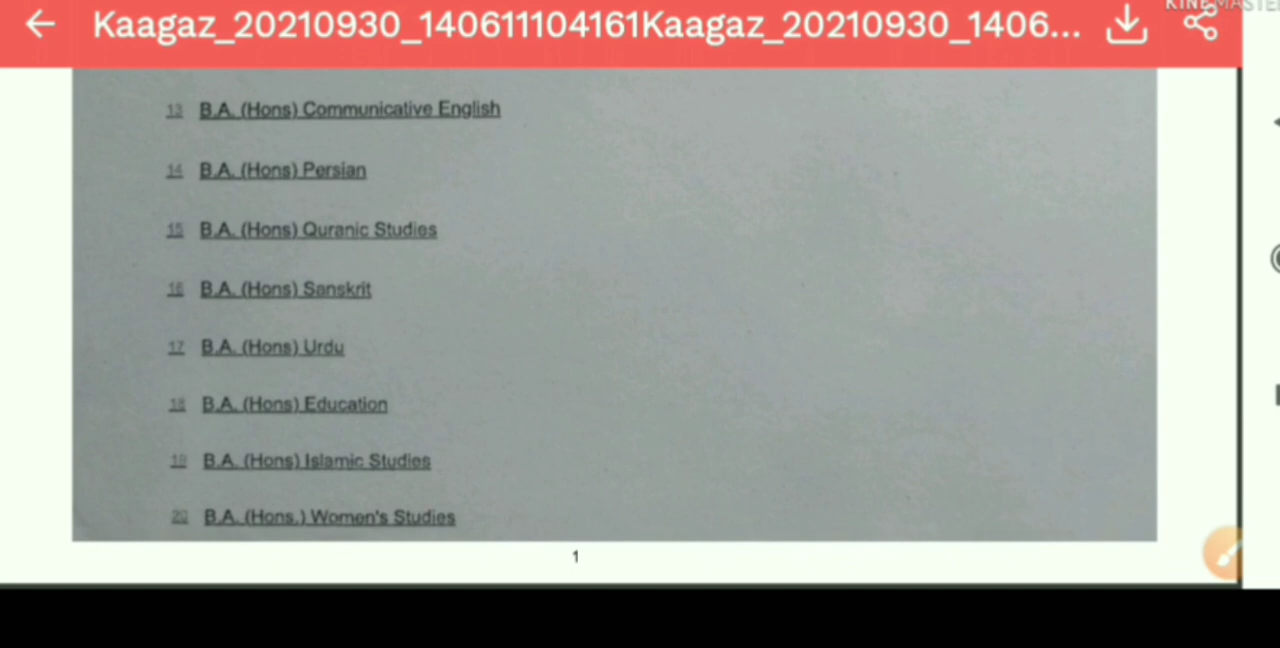 Kaagaz_20210930_140611104161Kaagaz_20210930_1406...
KINEMASTER
13 B.A. (Hons) Communicative English
14 B.A. (Hons) Persian
15 B.A. (Hons) Quranic Studies
16 B.A. (Hons) Sanskrit
17 B.A. (Hons) Urdu
18 B.A. (Hons) Education
19 B.A. (Hons) Islamic Studies
20 B.A. (Hons.) Women's Studies
1